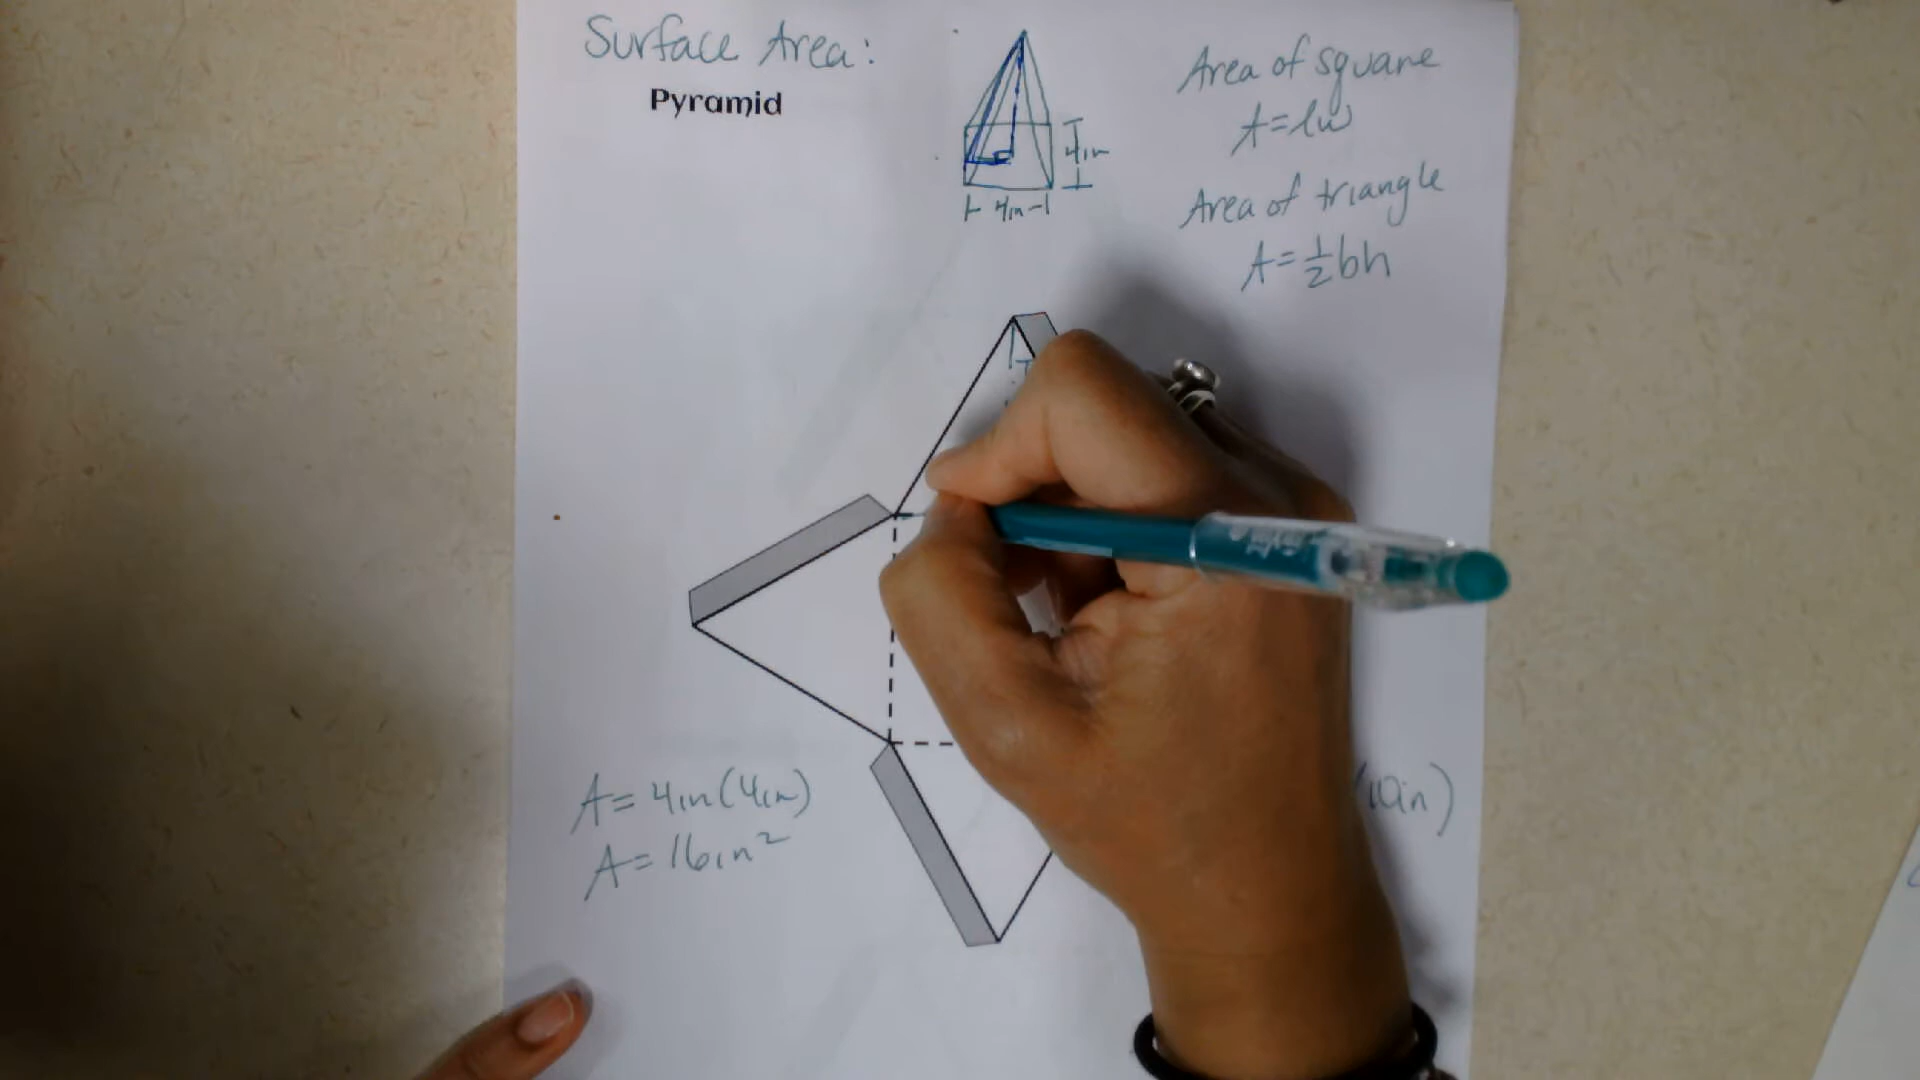 Surface Area:
Pyramid
4in
4in
Area of square
A=lw
Area of triangle
A=½bh
A=4in(4in)
A=16in²
(10in)